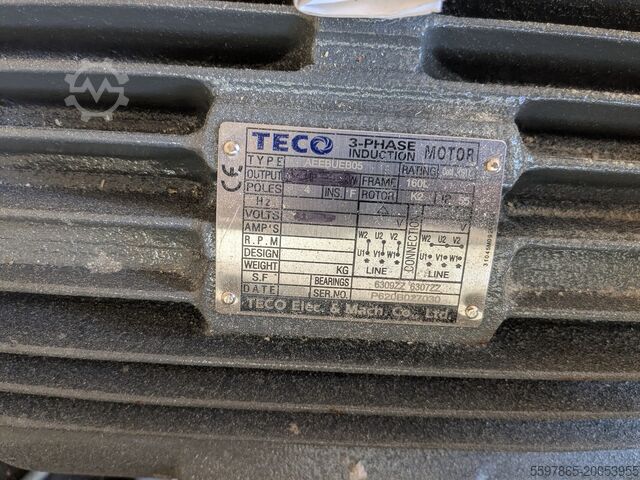 TECO 3-PHASE INDUCTION MOTOR
TYPE AEEBUEB05 RATING
OUTPUT FRAME 160L
POLES 4 INS. F ROTOR
HZ
VOLTS V V
AMP'S
R.P.M W2 U2 V2 W2 U2 V2
DESIGN U1 V1 W1 CONNECTION U1 V1 W1
WEIGHT KG LINE LINE
S.F BEARINGS 6309ZZ 6307ZZ
DATE SER.NO. P620B027030
TECO Elec. & Mach. Co., Ltd.
CE
5597865-20053955